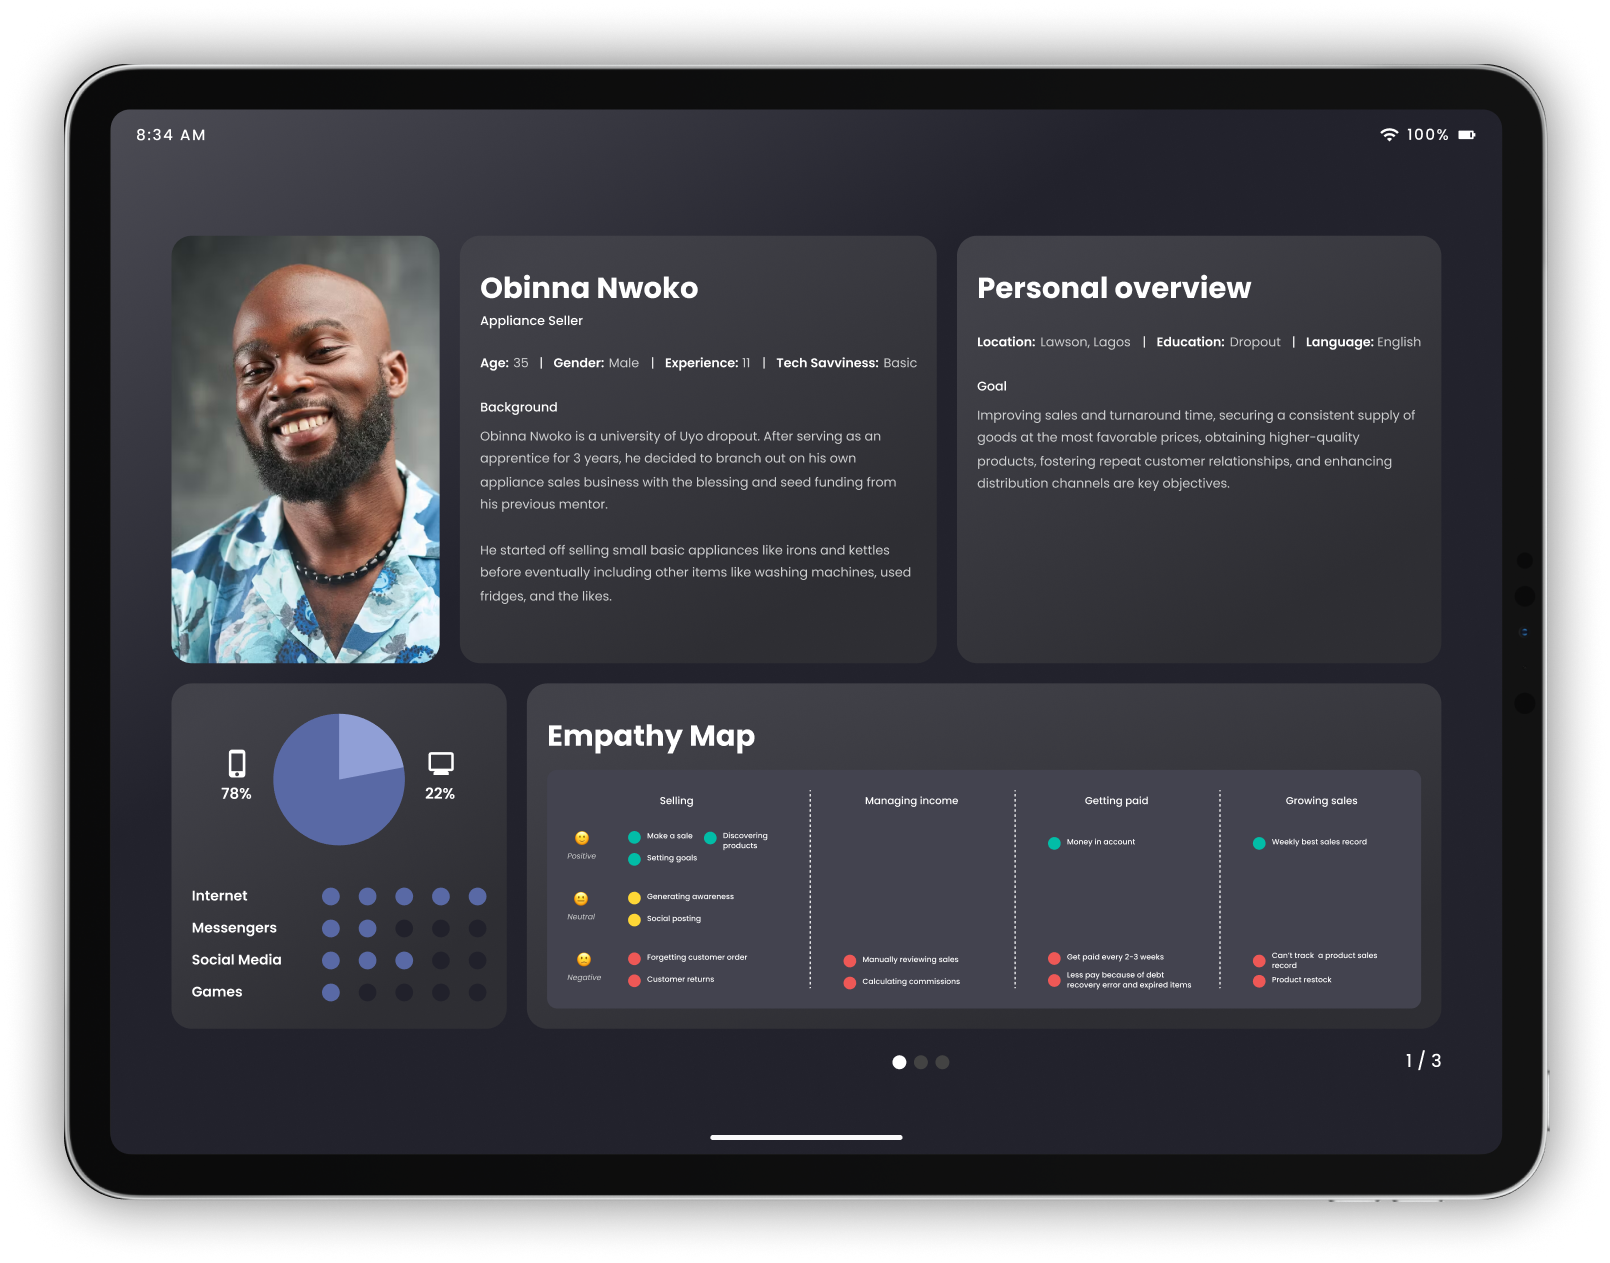 8:34 AM
100%
Obinna Nwoko
Appliance Seller
Age: 35 | Gender: Male | Experience: 11 | Tech Savviness: Basic
Background
Obinna Nwoko is a university of Uyo dropout. After serving as an
apprentice for 3 years, he decided to branch out on his own
appliance sales business with the blessing and seed funding from
his previous mentor.
He started off selling small basic appliances like irons and kettles
before eventually including other items like washing machines, used
fridges, and the likes.
Personal overview
Location: Lawson, Lagos | Education: Dropout | Language: English
Goal
Improving sales and turnaround time, securing a consistent supply of
goods at the most favorable prices, obtaining higher-quality
products, fostering repeat customer relationships, and enhancing
distribution channels are key objectives.
78%
22%
Internet
Messengers
Social Media
Games
Empathy Map
Selling
Managing income
Getting paid
Growing sales
Positive
Make a sale
Discovering
products
Setting goals
Money in account
Weekly best sales record
Neutral
Generating awareness
Social posting
Negative
Forgetting customer order
Customer returns
Manually reviewing sales
Calculating commissions
Get paid every 2-3 weeks
Less pay because of debt
recovery error and expired items
Can't track a product sales
record
Product restock
1 / 3